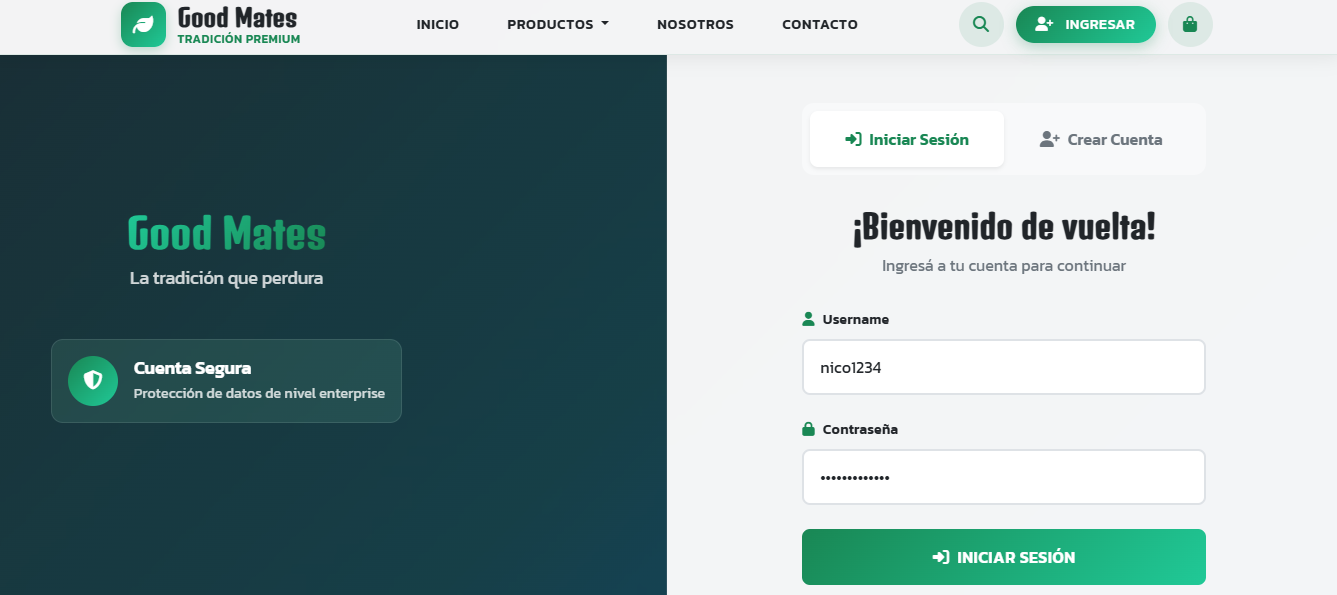 Good Mates
TRADICIÓN PREMIUM
INICIO
PRODUCTOS
NOSOTROS
CONTACTO
INGRESAR
Good Mates
La tradición que perdura
Cuenta Segura
Protección de datos de nivel enterprise
Iniciar Sesión
Crear Cuenta
¡Bienvenido de vuelta!
Ingresá a tu cuenta para continuar
Username
nico1234
Contraseña
•••••••••••••
INICIAR SESIÓN